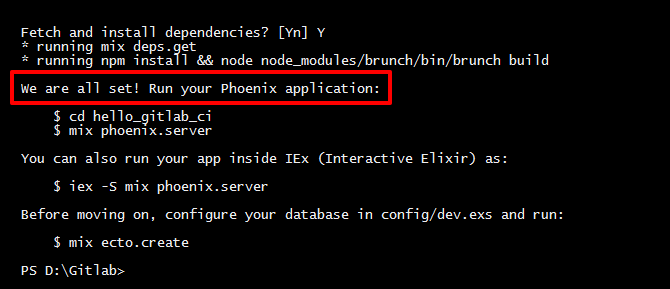 Fetch and install dependencies? [Yn] Y
* running mix deps.get
* running npm install && node node_modules/brunch/bin/brunch build
We are all set! Run your Phoenix application:
$ cd hello_gitlab_ci
$ mix phoenix.server
You can also run your app inside IEx (Interactive Elixir) as:
$ iex -S mix phoenix.server
Before moving on, configure your database in config/dev.exs and run:
$ mix ecto.create
PS D:\Gitlab>